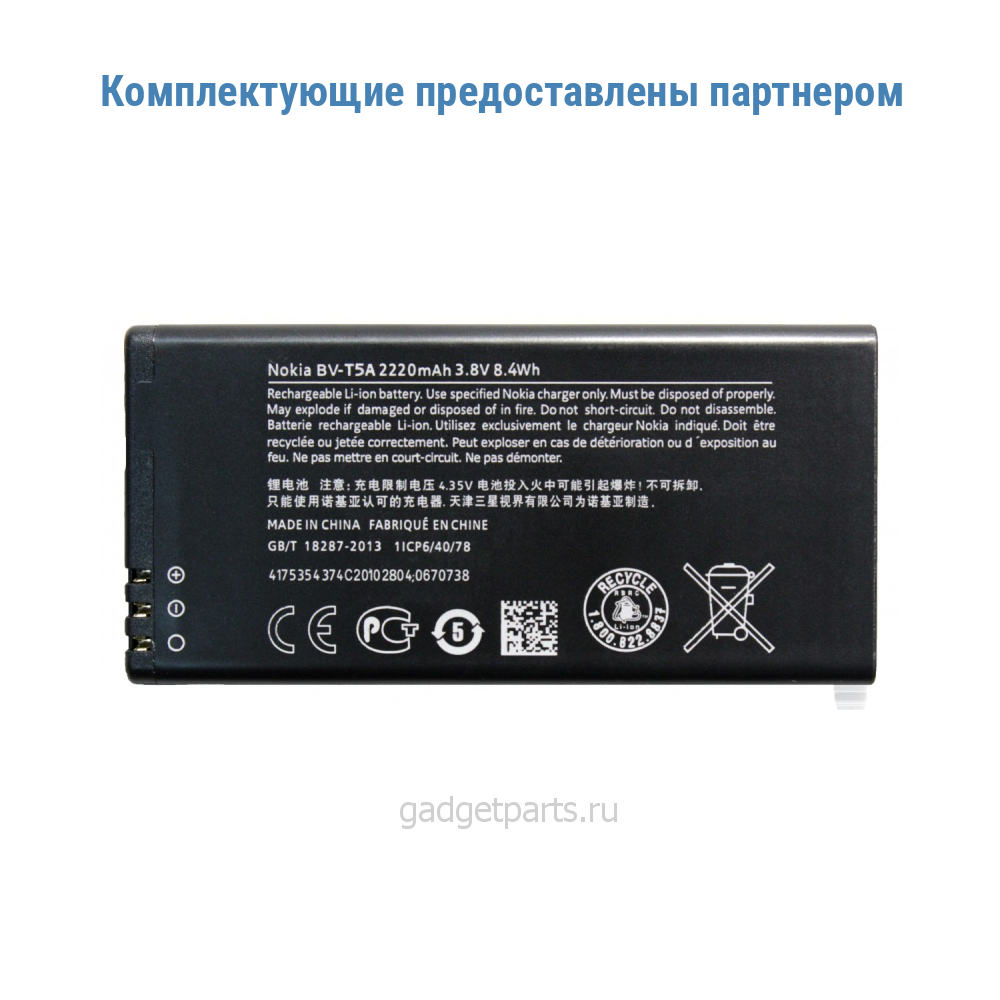 Комплектующие предоставлены партнером
Nokia BV-T5A 2220mAh 3.8V 8.4Wh
Rechargeable Li-ion battery. Use specified Nokia charger only. Must be disposed of properly.
May explode if damaged or disposed of in fire. Do not short-circuit. Do not disassemble.
Batterie rechargeable Li-ion. Utilisez exclusivement le chargeur Nokia indiqué. Doit être
recyclée ou jetée correctement. Peut exploser en cas de détérioration ou d´exposition au
feu. Ne pas mettre en court-circuit. Ne pas démonter.
锂电池 注意: 充电限制电压 4.35V 电池投入火中可能引起爆炸! 不可拆卸.
只能使用诺基亚认可的充电器. 天津三星视界有限公司为诺基亚制造.
MADE IN CHINA FABRIQUÉ EN CHINE
GB/T 18287-2013 1ICP6/40/78
4175354374C20102804;0670738
CE PCT 5 RECYCLE
RBRC
Li-ion
1.800.822.8837
gadgetparts.ru